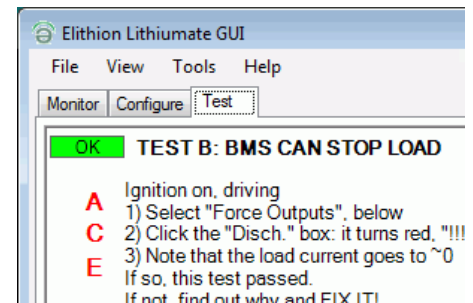 Elithion Lithiumate GUI
File View Tools Help
Monitor Configure Test
OK TEST B: BMS CAN STOP LOAD
Ignition on, driving
A 1) Select "Force Outputs", below
C 2) Click the "Disch." box: it turns red, "!!!
E 3) Note that the load current goes to ~0
If so, this test passed.
If not, find out why and FIX IT!